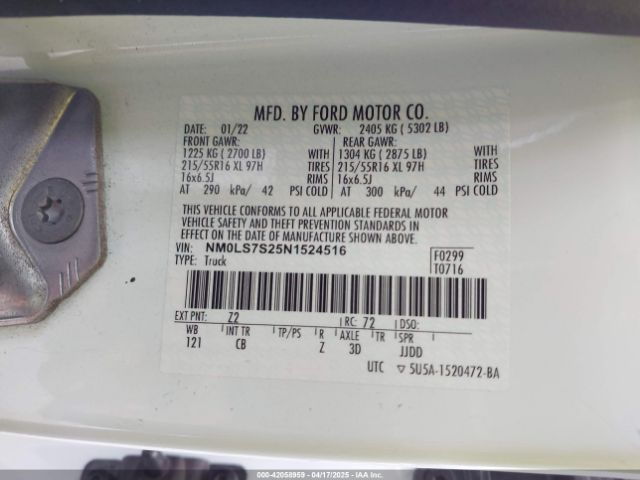 MFD. BY FORD MOTOR CO.
DATE: 01/22 GVWR: 2405 KG ( 5302 LB)
FRONT GAWR: REAR GAWR:
1225 KG ( 2700 LB) WITH 1304 KG ( 2875 LB) WITH
215/55R16 XL 97H TIRES 215/55R16 XL 97H TIRES
16x6.5J RIMS 16x6.5J RIMS
AT 290 kPa/ 42 PSI COLD AT 300 kPa/ 44 PSI COLD
THIS VEHICLE CONFORMS TO ALL APPLICABLE FEDERAL MOTOR
VEHICLE SAFETY AND THEFT PREVENTION STANDARDS IN
EFFECT ON THE DATE OF MANUFACTURE SHOWN ABOVE.
VIN: NM0LS7S25N1524516 F0299
TYPE: Truck T0716
EXT PNT: Z2 RC: 72 DSO:
WB INT TR TP/PS R AXLE TR SPR
121 CB Z 3D JJDD
UTC ▽ 5U5A-1520472-BA
000-42058959 04/17/2025 IAA Inc.